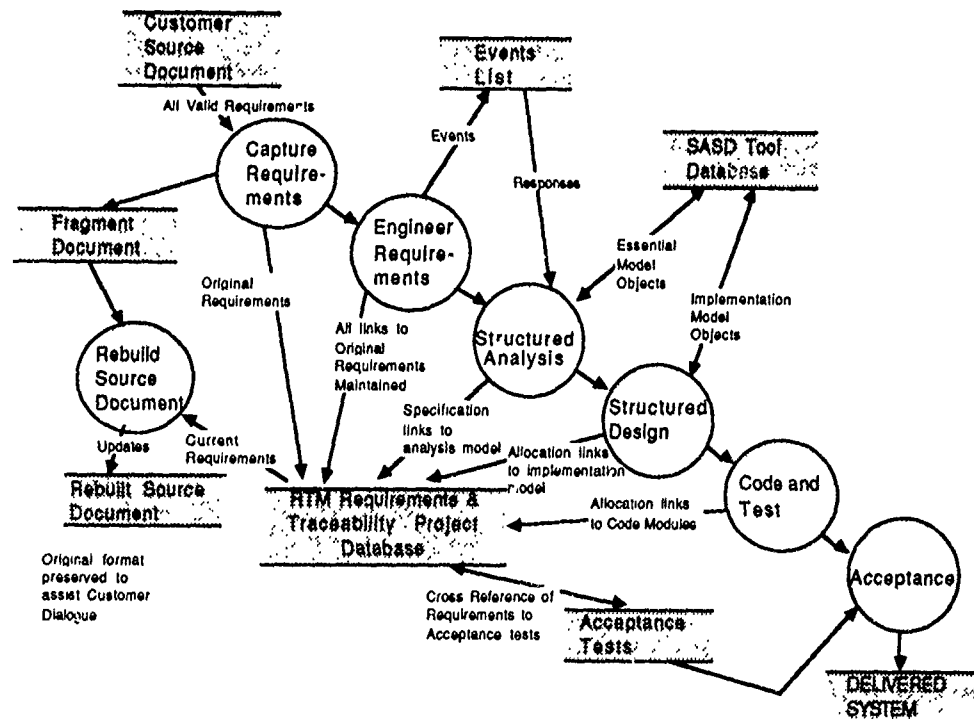 Customer
Source
Document
All Valid Requirements
Capture
Require-
ments
Events
List
Events
Responses
SASD Tool
Database
Fragment
Document
Engineer
Require-
ments
Essential
Model
Objects
Original
Requirements
All links to
Original
Requirements
Maintained
Structured
Analysis
Implementation
Model
Objects
Rebuild
Source
Document
Specification
links to
analysis model
Structured
Design
Updates
Current
Requirements
Allocation links
to implementation
model
Rebuilt Source
Document
RTM Requirements &
Traceability Project
Database
Allocation links
to Code Modules
Code and
Test
Original format
preserved to
assist Customer
Dialogue
Cross Reference of
Requirements to
Acceptance tests
Acceptance
Tests
Acceptance
DELIVERED
SYSTEM